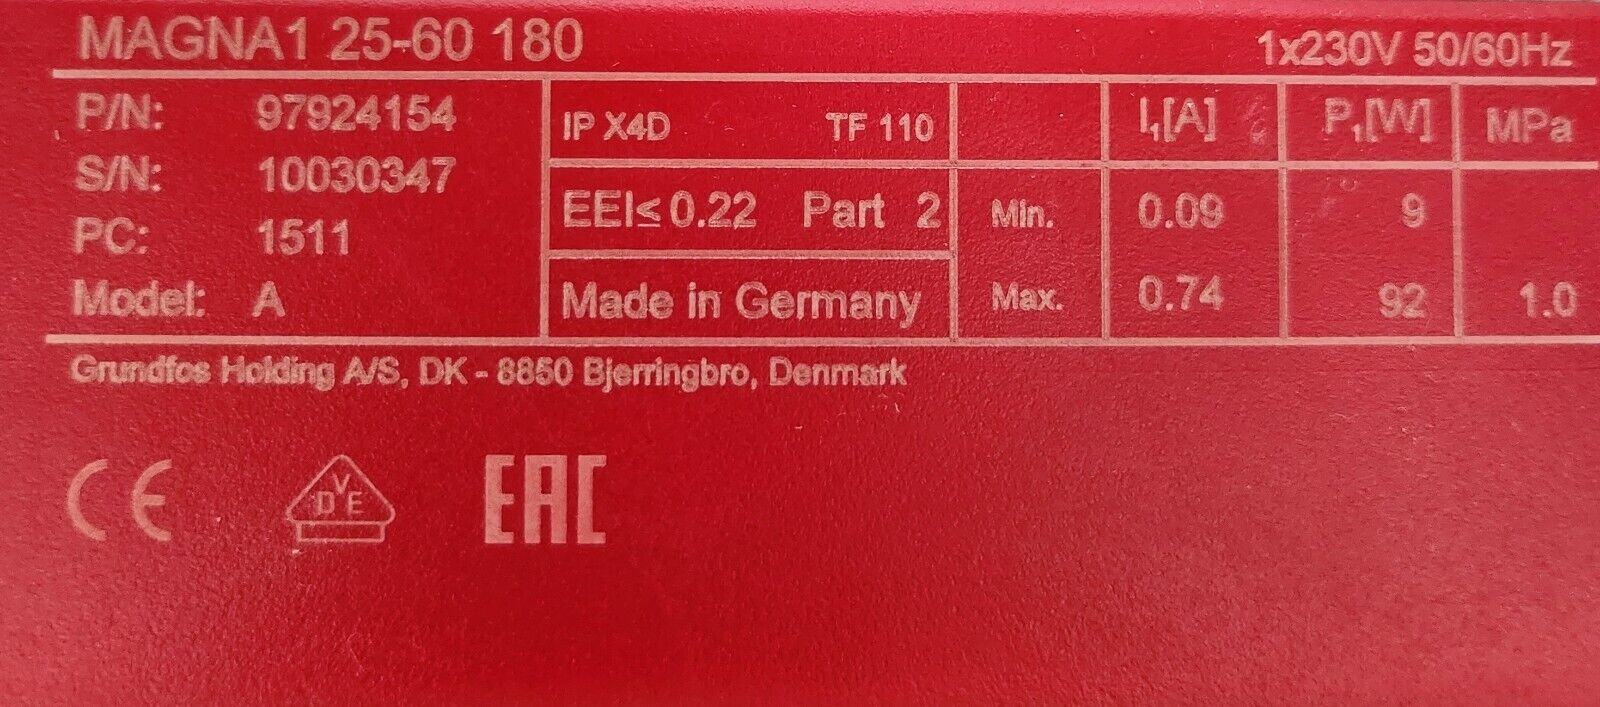 MAGNA1 25-60 180 1x230V 50/60Hz
P/N: 97924154 IP X4D TF 110 I₁[A] P₁[W] MPa
S/N: 10030347 EEI≤0.22 Part 2 Min. 0.09 9
PC: 1511
Model: A Made in Germany Max. 0.74 92 1.0
Grundfos Holding A/S, DK - 8850 Bjerringbro, Denmark
CE DVE EAC